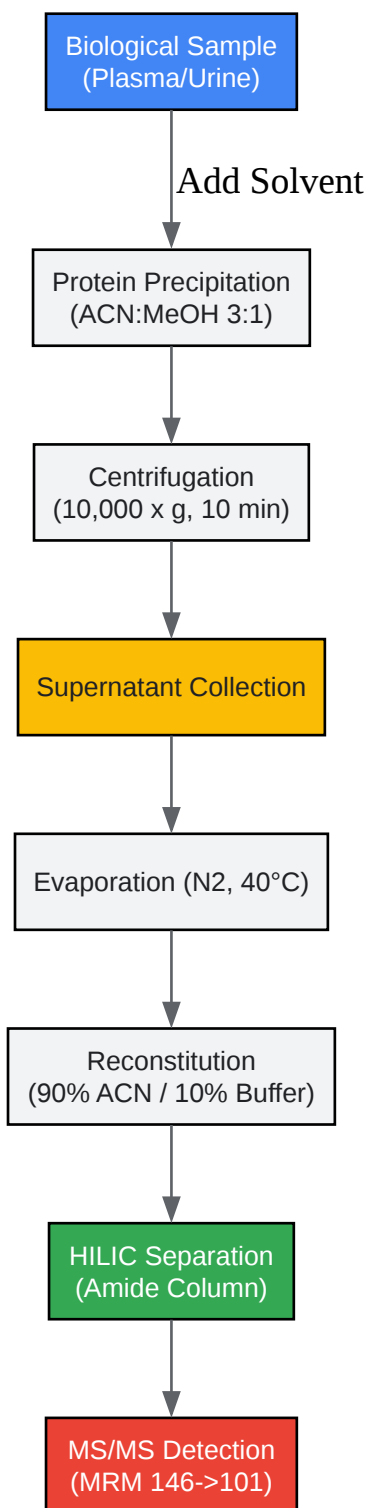 Biological Sample
(Plasma/Urine)
Add Solvent
Protein Precipitation
(ACN:MeOH 3:1)
Centrifugation
(10,000 x g, 10 min)
Supernatant Collection
Evaporation (N2, 40°C)
Reconstitution
(90% ACN / 10% Buffer)
HILIC Separation
(Amide Column)
MS/MS Detection
(MRM 146->101)